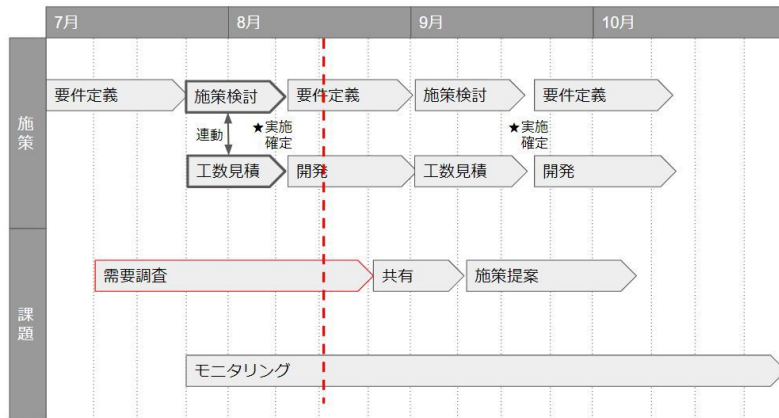 7月
8月
9月
10月
施策
要件定義
施策検討
要件定義
施策検討
要件定義
連動
★実施
確定
★実施
確定
工数見積
開発
工数見積
開発
課題
需要調査
共有
施策提案
モニタリング